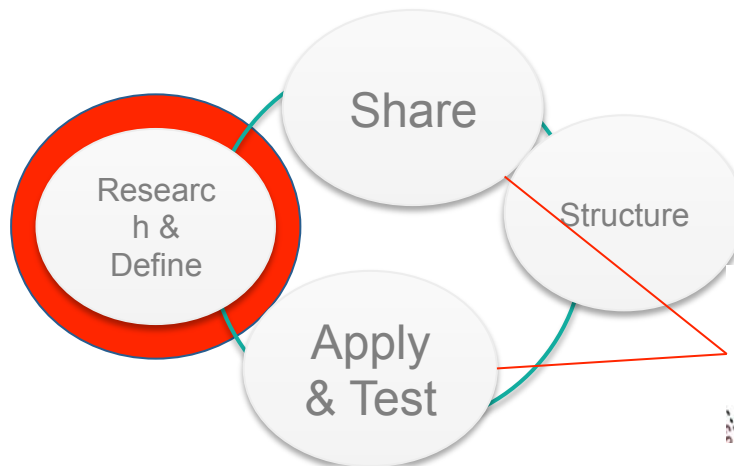 Share
Researc
h &
Define
Structure
Apply
& Test